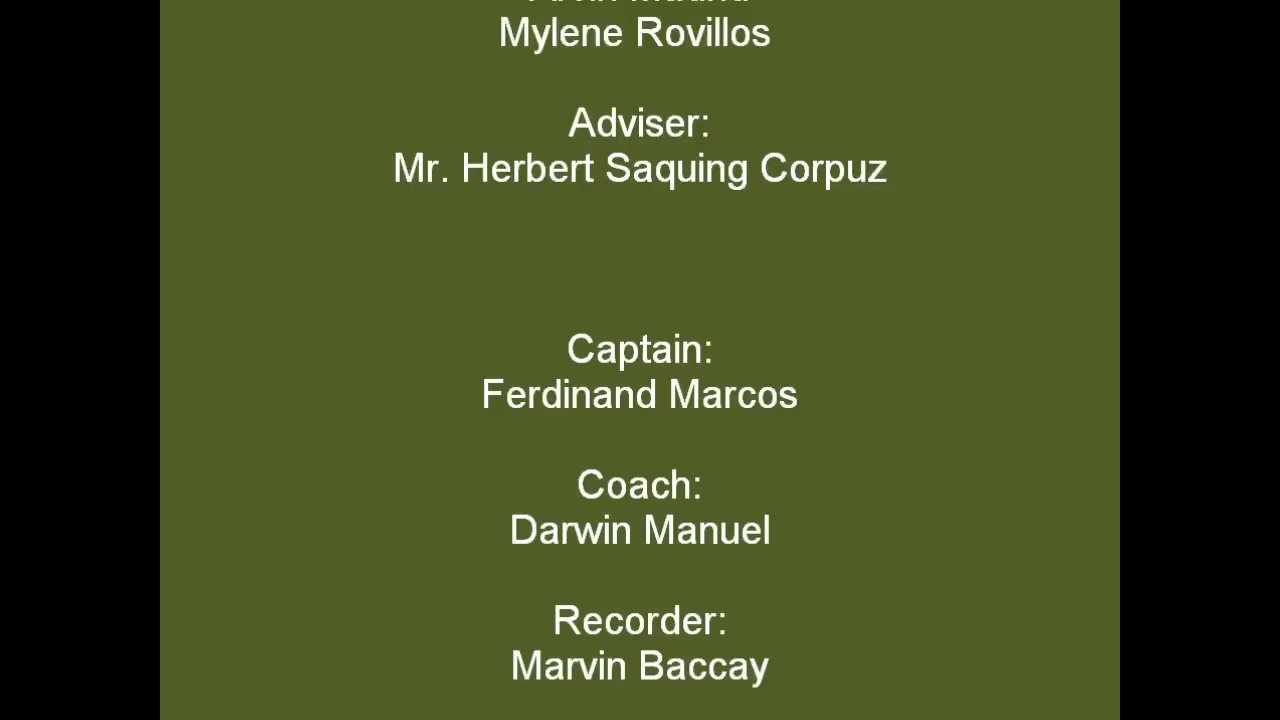 Mylene Rovillos
Adviser:
Mr. Herbert Saquing Corpuz
Captain:
Ferdinand Marcos
Coach:
Darwin Manuel
Recorder:
Marvin Baccay